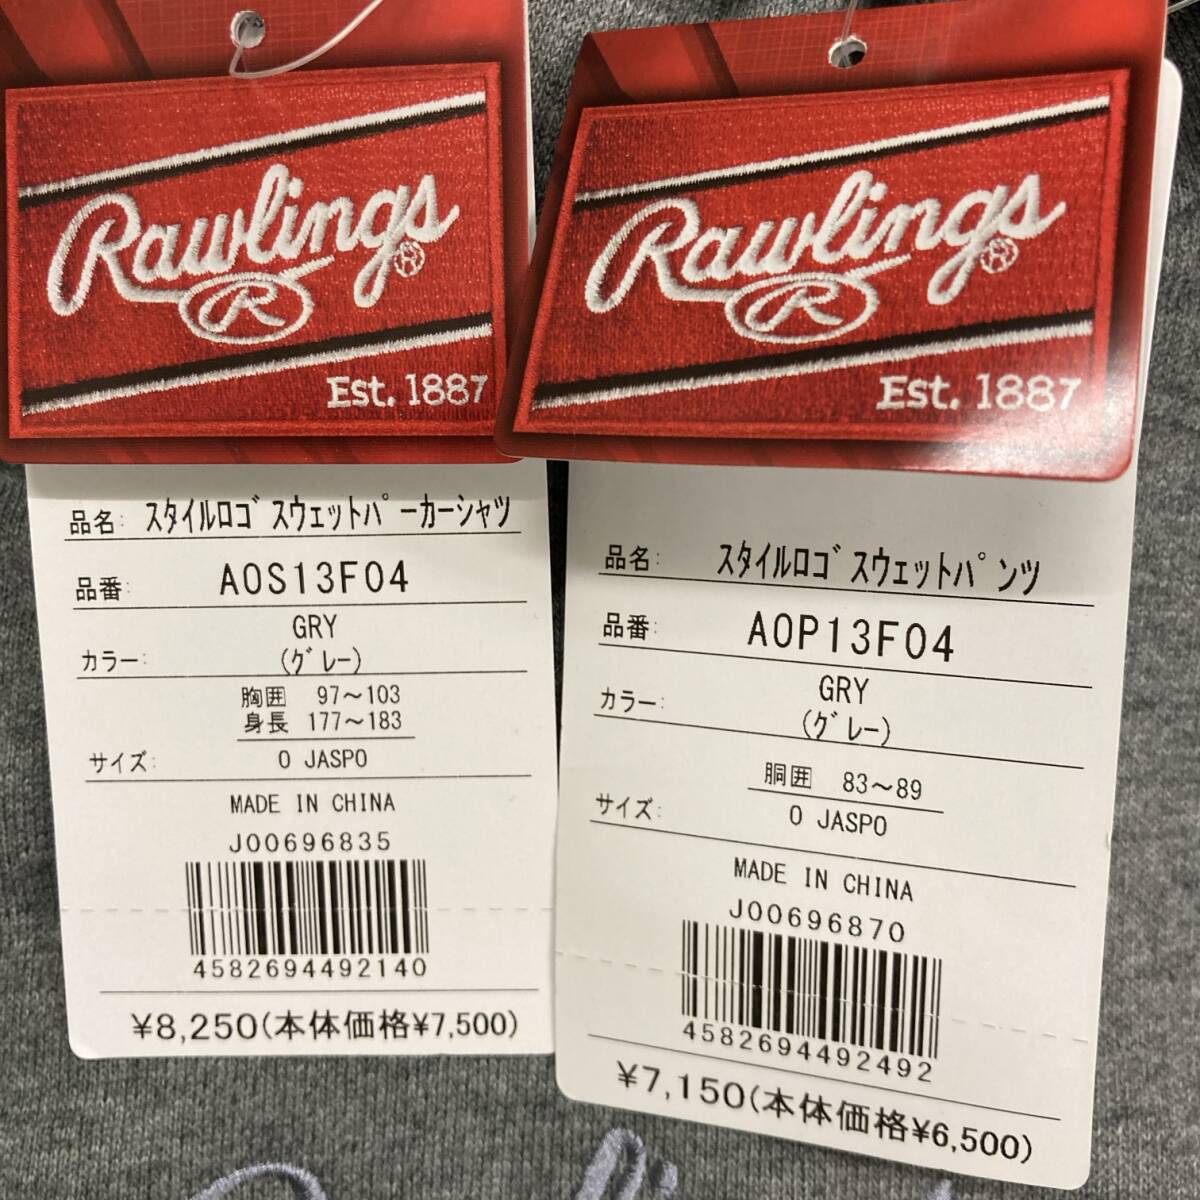 Rawlings®
R
Est. 1887
品名: スタイルロゴ スウェットパーカーシャツ
品番: AOS13F04
GRY
カラー: (グレー)
胸囲 97～103
身長 177～183
サイズ: O JASPO
MADE IN CHINA
J00696835
4582694492140
¥8,250(本体価格¥7,500)
Rawlings®
R
Est. 1887
品名: スタイルロゴ スウェットパンツ
品番: AOP13F04
GRY
カラー: (グレー)
胴囲 83～89
サイズ: O JASPO
MADE IN CHINA
J00696870
4582694492492
¥7,150(本体価格¥6,500)